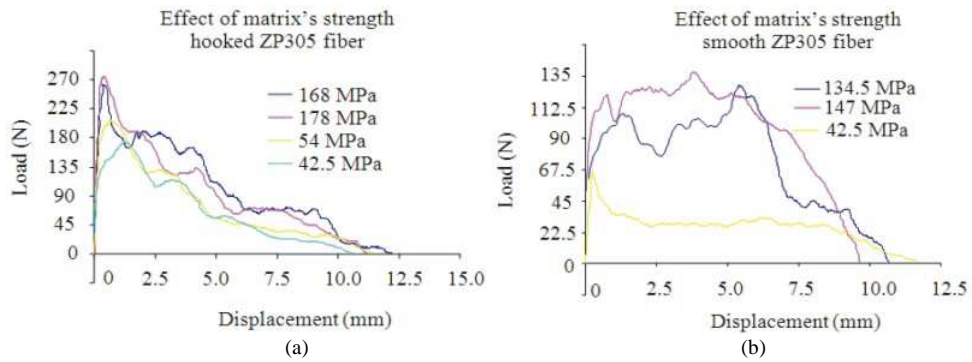 Effect of matrix's strength
hooked ZP305 fiber
270
225
180
135
90
45
0
Load (N)
168 MPa
178 MPa
54 MPa
42.5 MPa
0 2.5 5.0 7.5 10.0 12.5 15.0
Displacement (mm)
(a)
Effect of matrix's strength
smooth ZP305 fiber
135
112.5
90
67.5
45
22.5
0
Load (N)
134.5 MPa
147 MPa
42.5 MPa
0 2.5 5.0 7.5 10.0 12.5
Displacement (mm)
(b)